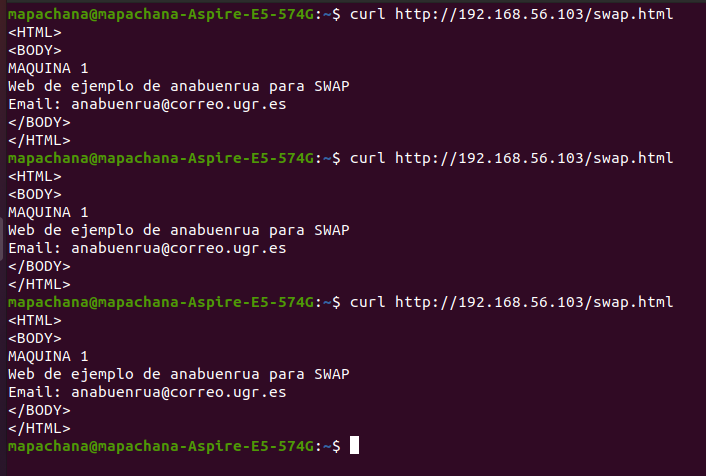 mapachana@mapachana-Aspire-E5-574G:~$ curl http://192.168.56.103/swap.html
<HTML>
<BODY>
MAQUINA 1
Web de ejemplo de anabuenrua para SWAP
Email: anabuenrua@correo.ugr.es
</BODY>
</HTML>
mapachana@mapachana-Aspire-E5-574G:~$ curl http://192.168.56.103/swap.html
<HTML>
<BODY>
MAQUINA 1
Web de ejemplo de anabuenrua para SWAP
Email: anabuenrua@correo.ugr.es
</BODY>
</HTML>
mapachana@mapachana-Aspire-E5-574G:~$ curl http://192.168.56.103/swap.html
<HTML>
<BODY>
MAQUINA 1
Web de ejemplo de anabuenrua para SWAP
Email: anabuenrua@correo.ugr.es
</BODY>
</HTML>
mapachana@mapachana-Aspire-E5-574G:~$